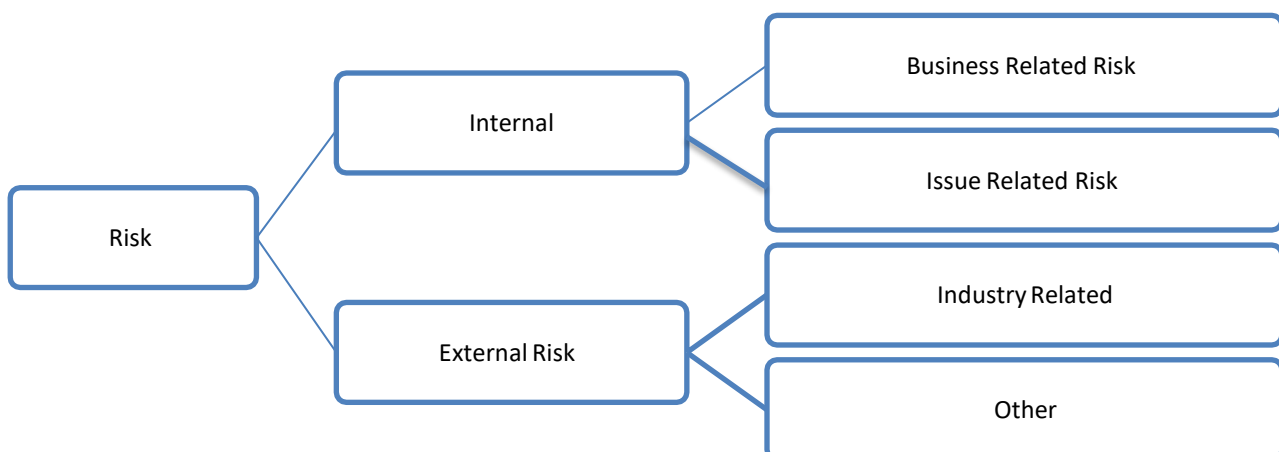 Business Related Risk
Internal
Issue Related Risk
Risk
Industry Related
External Risk
Other